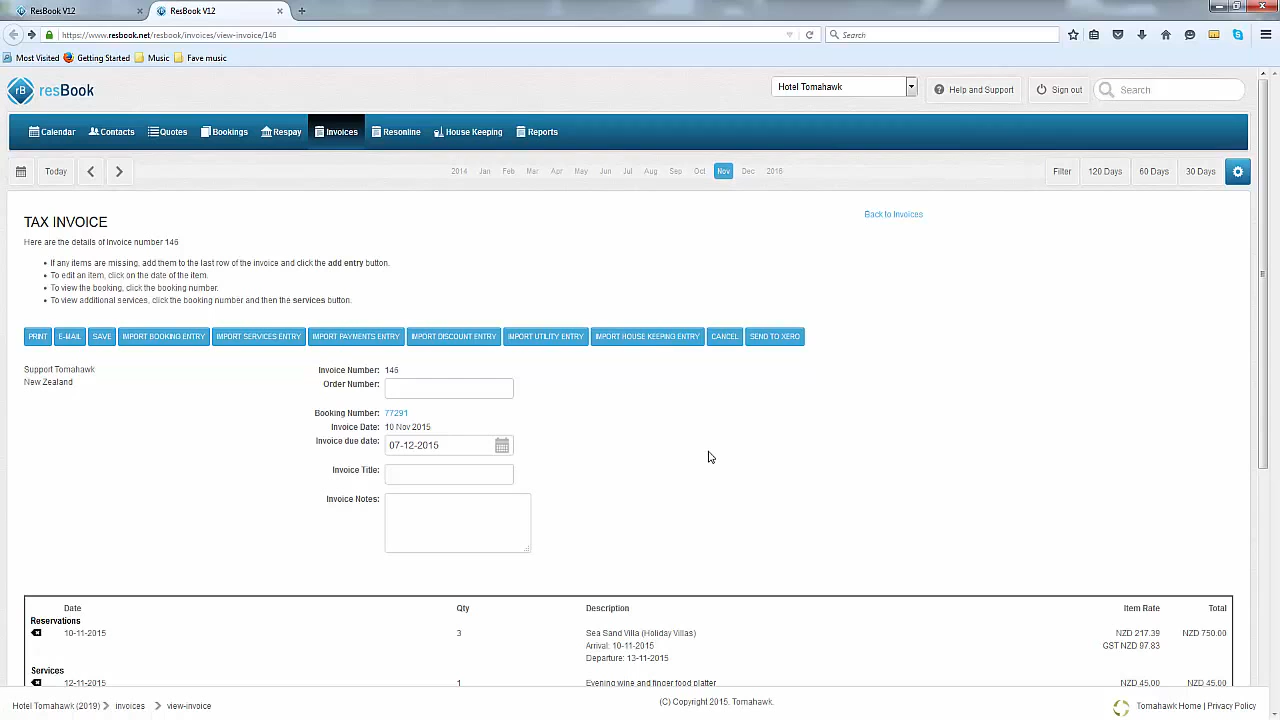 ResBook V12
ResBook V12
https://www.resbook.net/resbook/invoices/view-invoice/146
Search
Most Visited Getting Started Music Fave music
rB resBook
Hotel Tomahawk
Help and Support
Sign out
Search
Calendar Contacts Quotes Bookings Respay Invoices Resonline House Keeping Reports
Today 2014 Jan Feb Mar Apr May Jun Jul Aug Sep Oct Nov Dec 2016 Filter 120 Days 60 Days 30 Days
Back to Invoices
TAX INVOICE
Here are the details of Invoice number 146
If any items are missing, add them to the last row of the invoice and click the add entry button.
To edit an item, click on the date of the item.
To view the booking, click the booking number.
To view additional services, click the booking number and then the services button.
PRINT E-MAIL SAVE IMPORT BOOKING ENTRY IMPORT SERVICES ENTRY IMPORT PAYMENTS ENTRY IMPORT DISCOUNT ENTRY IMPORT UTILITY ENTRY IMPORT HOUSE KEEPING ENTRY CANCEL SEND TO XERO
Support Tomahawk
New Zealand
Invoice Number: 146
Order Number:
Booking Number: 77291
Invoice Date: 10 Nov 2015
Invoice due date: 07-12-2015
Invoice Title:
Invoice Notes:
Date Qty Description Item Rate Total
Reservations
10-11-2015 3 Sea Sand Villa (Holiday Villas) NZD 217.39 NZD 750.00
Arrival: 10-11-2015 GST NZD 97.83
Departure: 13-11-2015
Services
12-11-2015 1 Evening wine and finger food platter NZD 45.00 NZD 45.00
Hotel Tomahawk (2019) invoices view-invoice
(C) Copyright 2015. Tomahawk.
Tomahawk Home | Privacy Policy